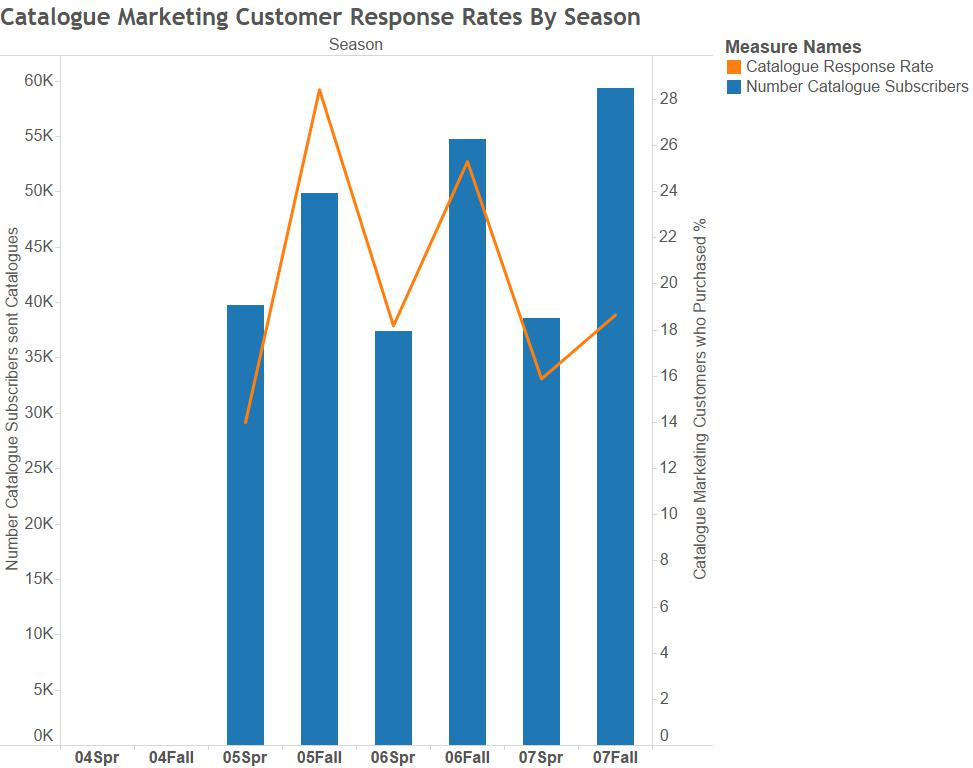 Catalogue Marketing Customer Response Rates By Season
Season
Measure Names
Catalogue Response Rate
Number Catalogue Subscribers
Number Catalogue Subscribers sent Catalogues
60K
55K
50K
45K
40K
35K
30K
25K
20K
15K
10K
5K
0K
28
26
24
22
20
18
16
14
12
10
8
6
4
2
0
Catalogue Marketing Customers who Purchased %
04Spr 04Fall 05Spr 05Fall 06Spr 06Fall 07Spr 07Fall